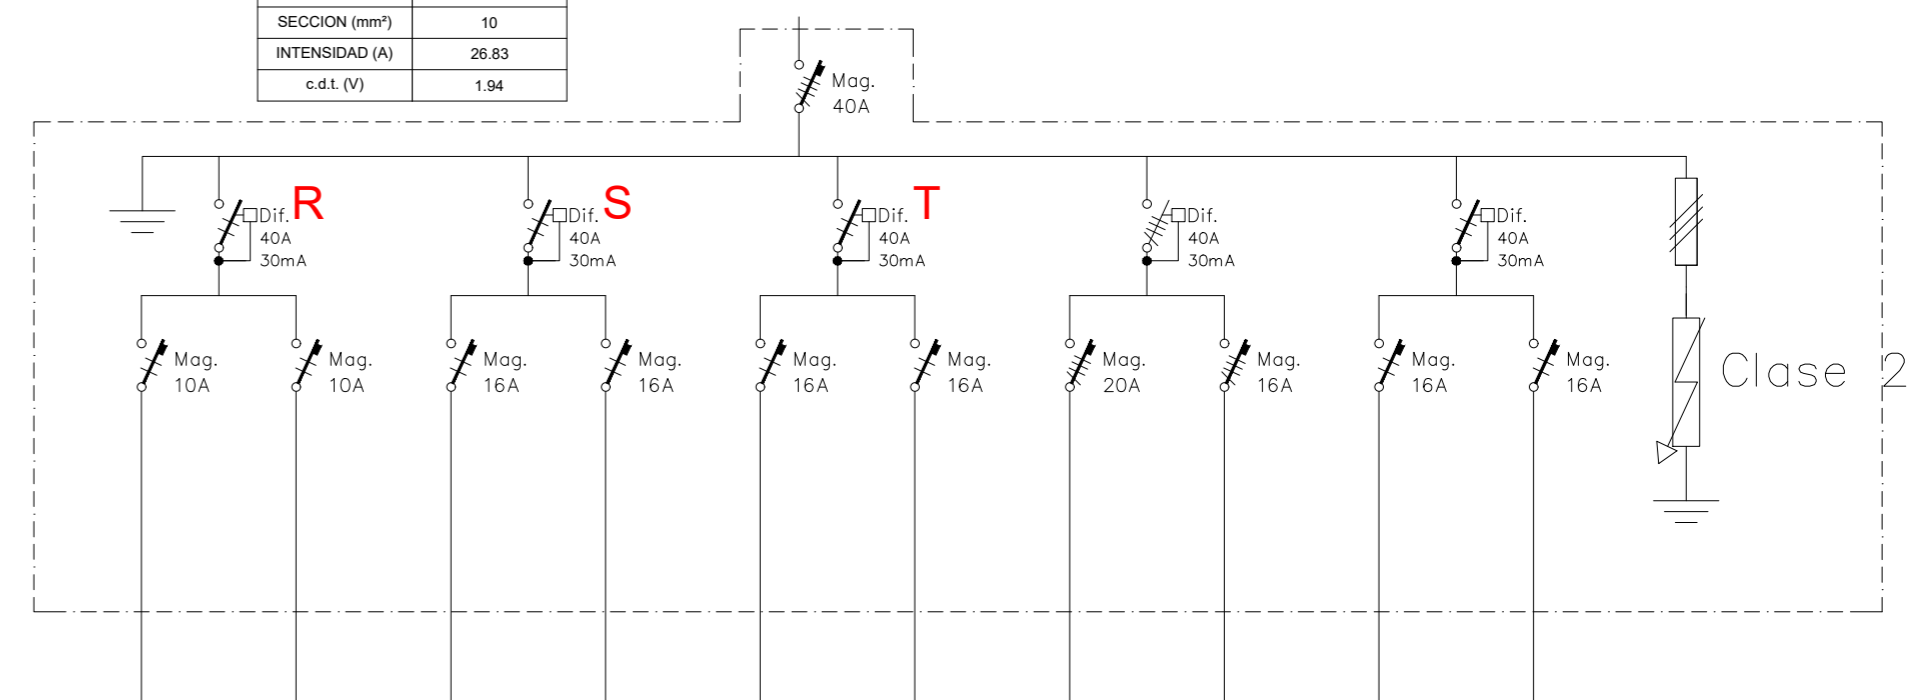 SECCION (mm²) 10
INTENSIDAD (A) 26.83
c.d.t. (V) 1.94
Mag.
40A
R
Dif.
40A
30mA
S
Dif.
40A
30mA
T
Dif.
40A
30mA
Dif.
40A
30mA
Dif.
40A
30mA
Mag.
10A
Mag.
10A
Mag.
16A
Mag.
16A
Mag.
16A
Mag.
16A
Mag.
20A
Mag.
16A
Mag.
16A
Mag.
16A
Clase 2